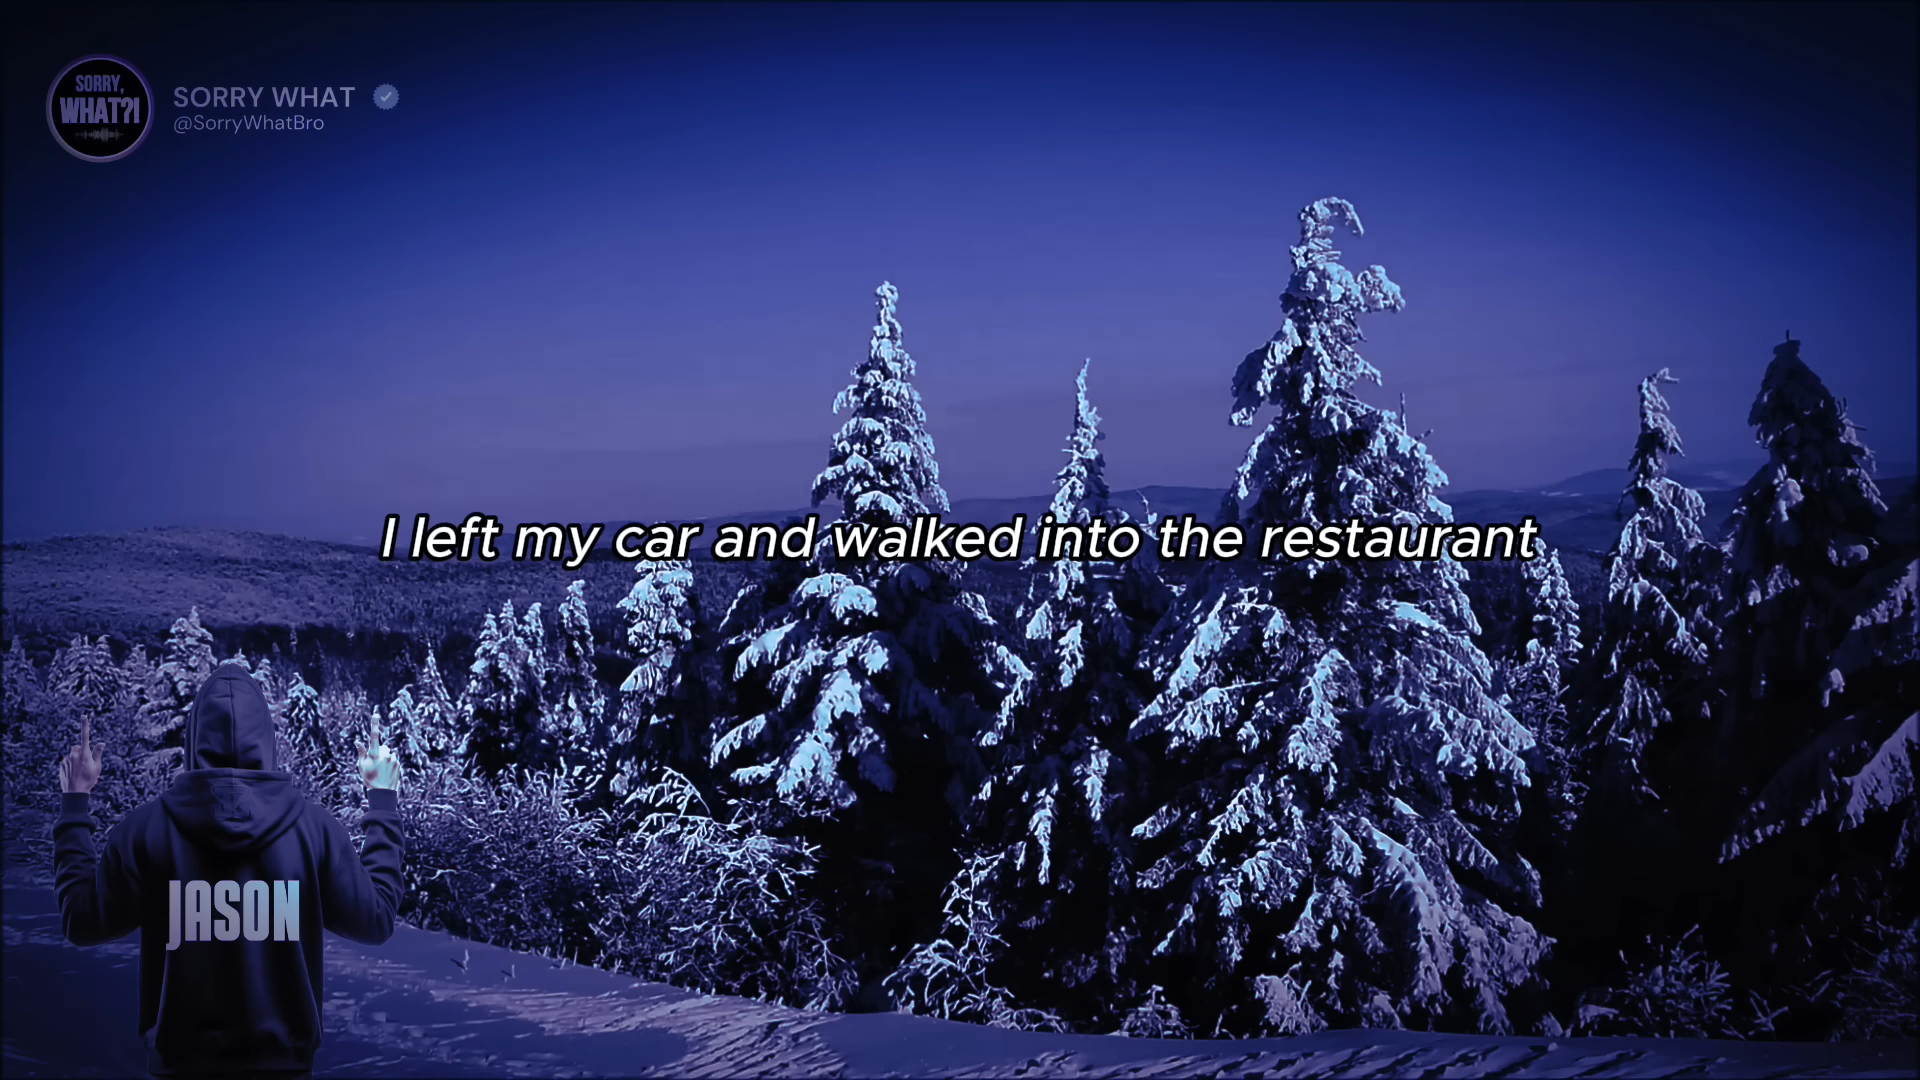 SORRY,
WHAT?!
SORRY WHAT
@SorryWhatBro
I left my car and walked into the restaurant
JASON